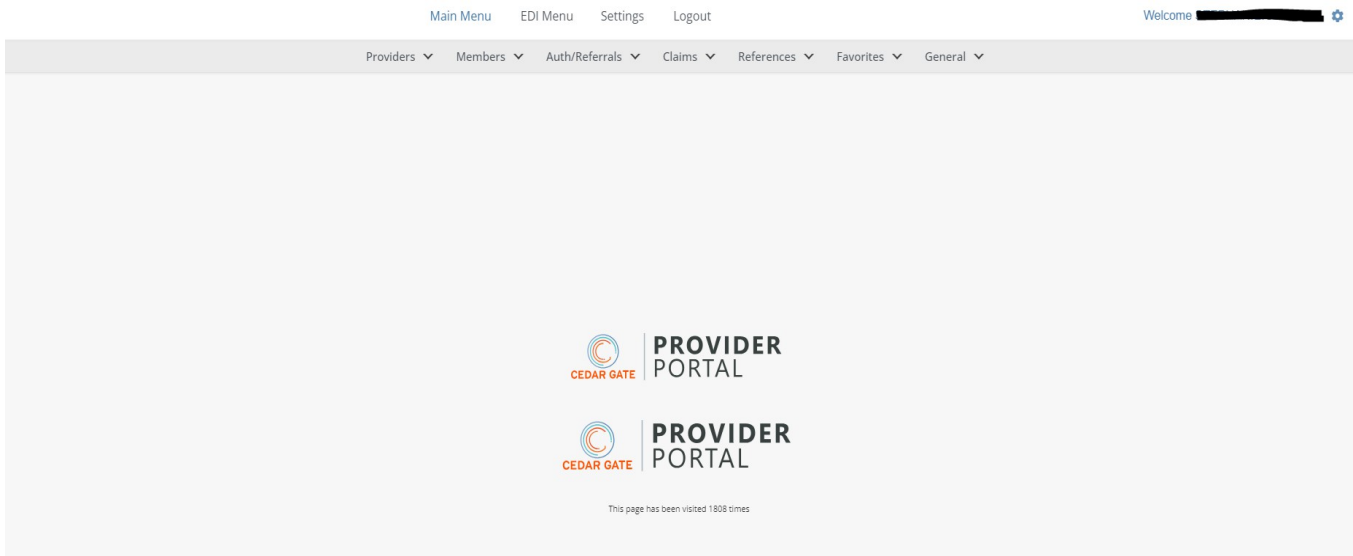 Main Menu EDI Menu Settings Logout Welcome
Providers Members Auth/Referrals Claims References Favorites General
CEDAR GATE PROVIDER PORTAL
CEDAR GATE PROVIDER PORTAL
This page has been visited 1808 times